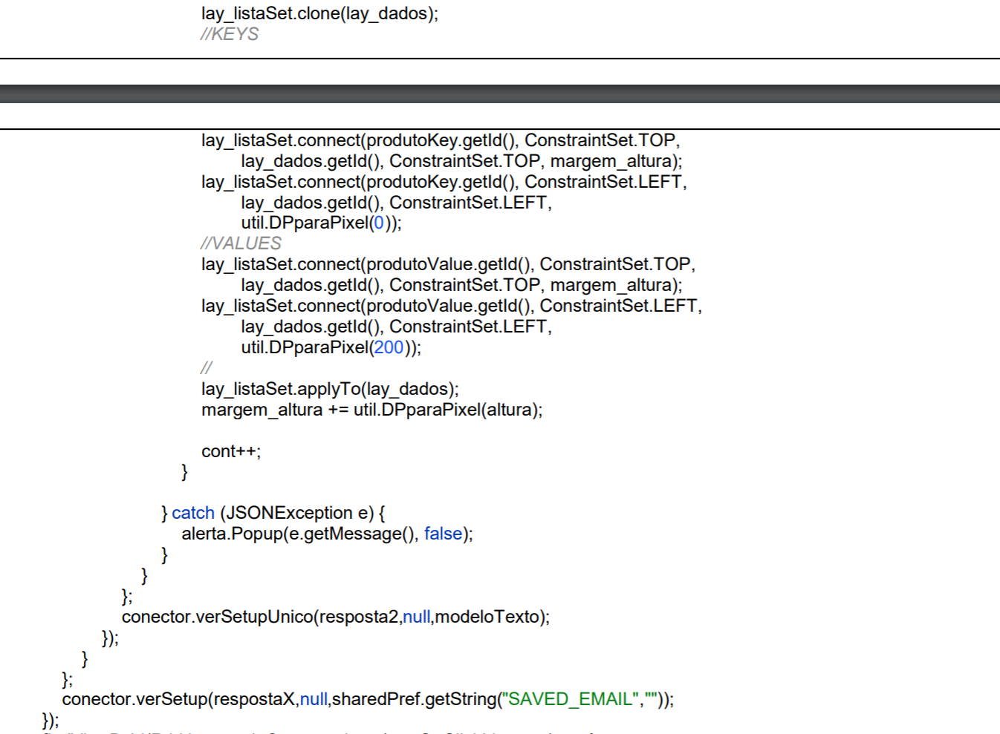 lay_listaSet.clone(lay_dados);
//KEYS
lay_listaSet.connect(produtoKey.getId(), ConstraintSet.TOP,
lay_dados.getId(), ConstraintSet.TOP, margem_altura);
lay_listaSet.connect(produtoKey.getId(), ConstraintSet.LEFT,
lay_dados.getId(), ConstraintSet.LEFT,
util.DPparaPixel(0));
//VALUES
lay_listaSet.connect(produtoValue.getId(), ConstraintSet.TOP,
lay_dados.getId(), ConstraintSet.TOP, margem_altura);
lay_listaSet.connect(produtoValue.getId(), ConstraintSet.LEFT,
lay_dados.getId(), ConstraintSet.LEFT,
util.DPparaPixel(200));
//
lay_listaSet.applyTo(lay_dados);
margem_altura += util.DPparaPixel(altura);
cont++;
}
} catch (JSONException e) {
alerta.Popup(e.getMessage(), false);
}
}
};
conector.verSetupUnico(resposta2,null,modeloTexto);
});
}
};
conector.verSetup(respostaX,null,sharedPref.getString("SAVED_EMAIL",""));
});